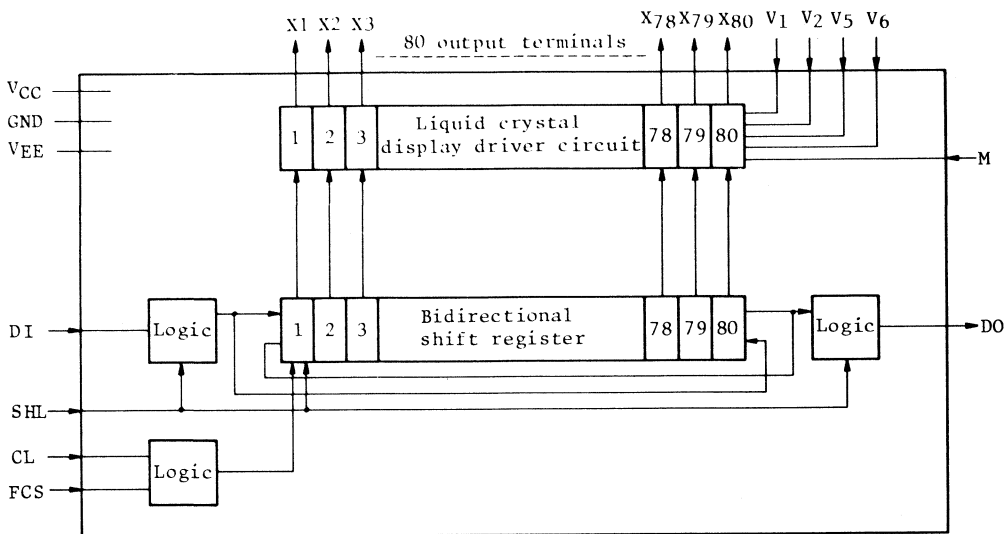 X1 X2 X3 80 output terminals X78 X79 X80 V1 V2 V5 V6
VCC
GND
VEE
1 2 3 Liquid crystal display driver circuit 78 79 80
M
DI
Logic
1 2 3 Bidirectional shift register 78 79 80
Logic
DO
SHL
CL
Logic
FCS